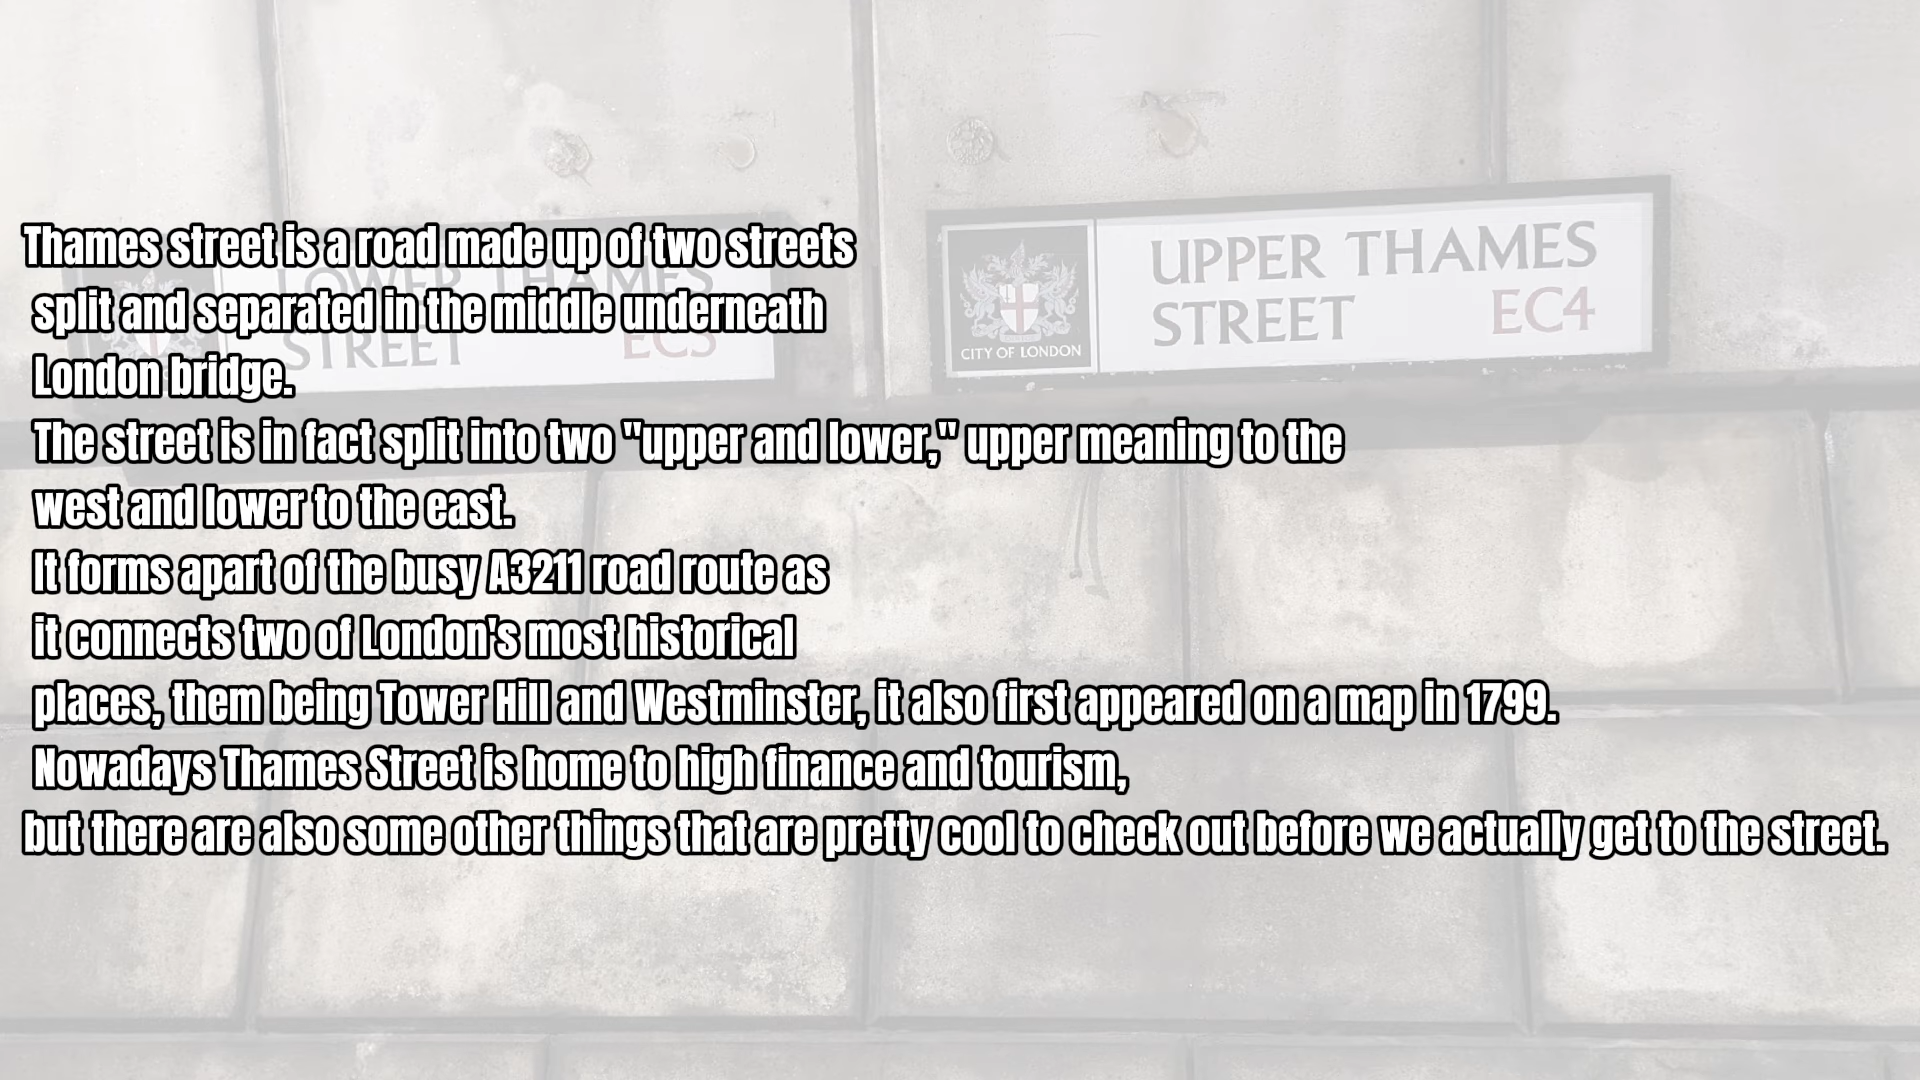 Thames street is a road made up of two streets
split and separated in the middle underneath
London bridge.
The street is in fact split into two "upper and lower," upper meaning to the
west and lower to the east.
It forms apart of the busy A3211 road route as
it connects two of London's most historical
places, them being Tower Hill and Westminster, it also first appeared on a map in 1799.
Nowadays Thames Street is home to high finance and tourism,
but there are also some other things that are pretty cool to check out before we actually get to the street.
LOWER THAMES
STREET EC3
UPPER THAMES
STREET EC4
CITY OF LONDON